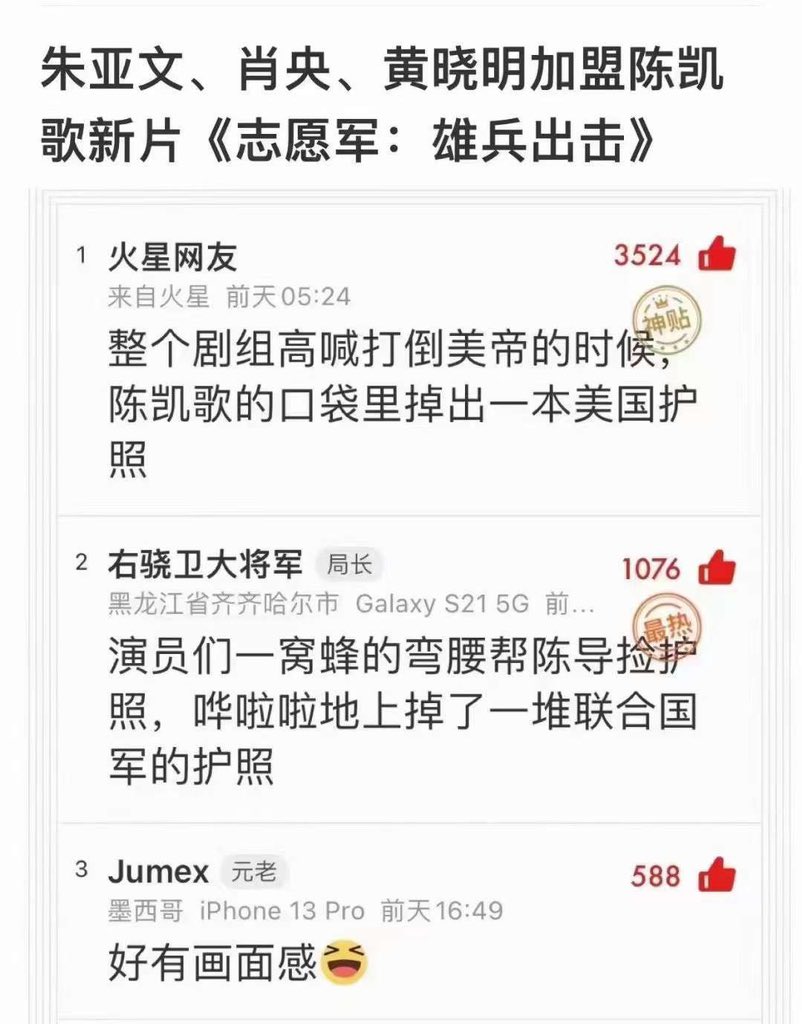 朱亚文、肖央、黄晓明加盟陈凯
歌新片《志愿军：雄兵出击》
1 火星网友 3524
来自火星 前天05:24
神贴
整个剧组高喊打倒美帝的时候，
陈凯歌的口袋里掉出一本美国护
照
2 右骁卫大将军 局长 1076
黑龙江省齐齐哈尔市 Galaxy S21 5G 前...
最热
演员们一窝蜂的弯腰帮陈导捡护
照，哗啦啦地上掉了一堆联合国
军的护照
3 Jumex 元老 588
墨西哥 iPhone 13 Pro 前天16:49
好有画面感😆